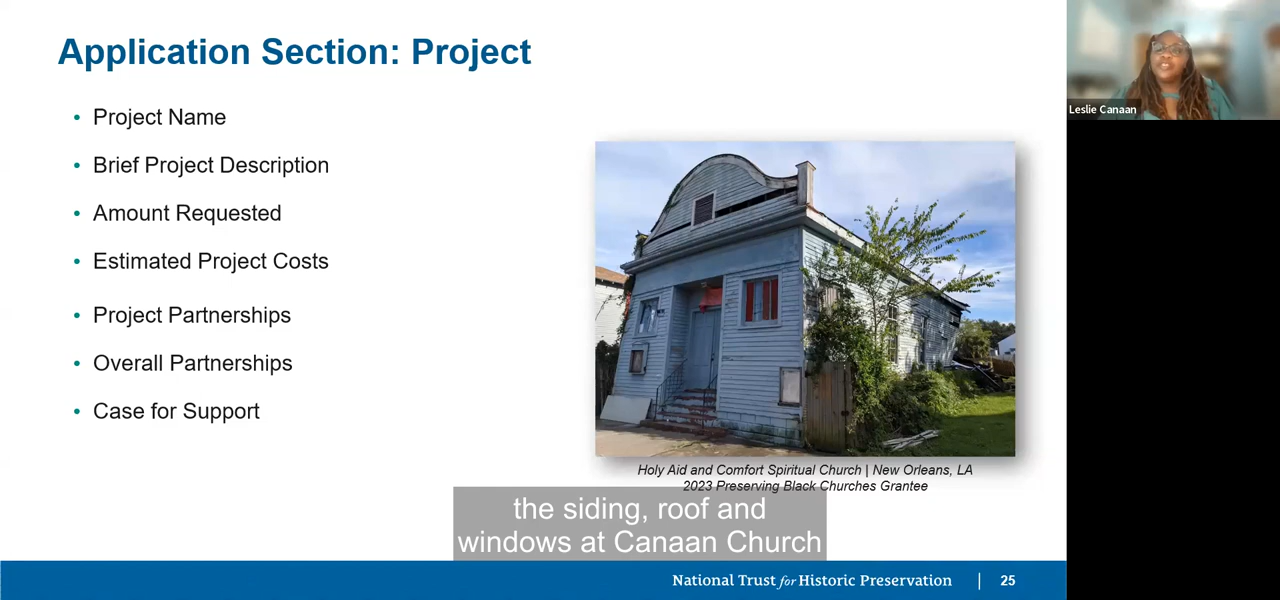 Application Section: Project
• Project Name
• Brief Project Description
• Amount Requested
• Estimated Project Costs
• Project Partnerships
• Overall Partnerships
• Case for Support
Leslie Canaan
Holy Aid and Comfort Spiritual Church | New Orleans, LA
2023 Preserving Black Churches Grantee
the siding, roof and
windows at Canaan Church
National Trust for Historic Preservation | 25